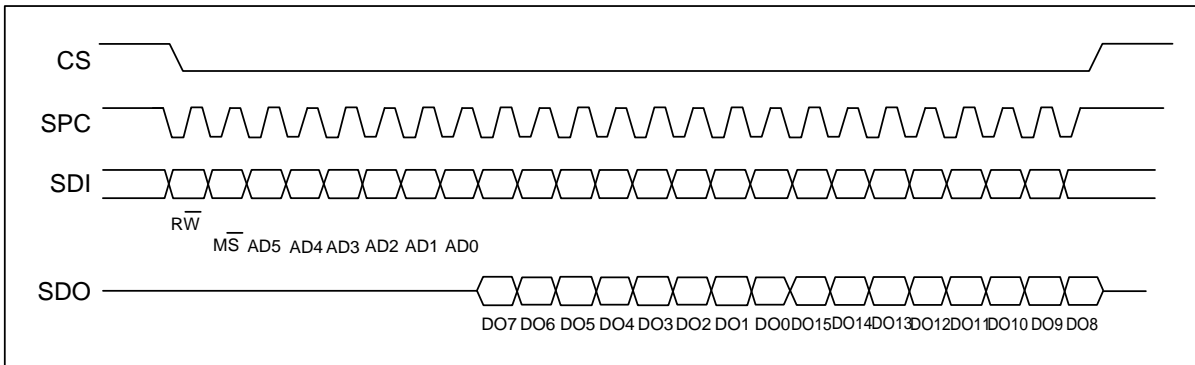 CS
SPC
SDI
RW̅
MS̅ AD5 AD4 AD3 AD2 AD1 AD0
SDO
DO7 DO6 DO5 DO4 DO3 DO2 DO1 DO0 DO15 DO14 DO13 DO12 DO11 DO10 DO9 DO8